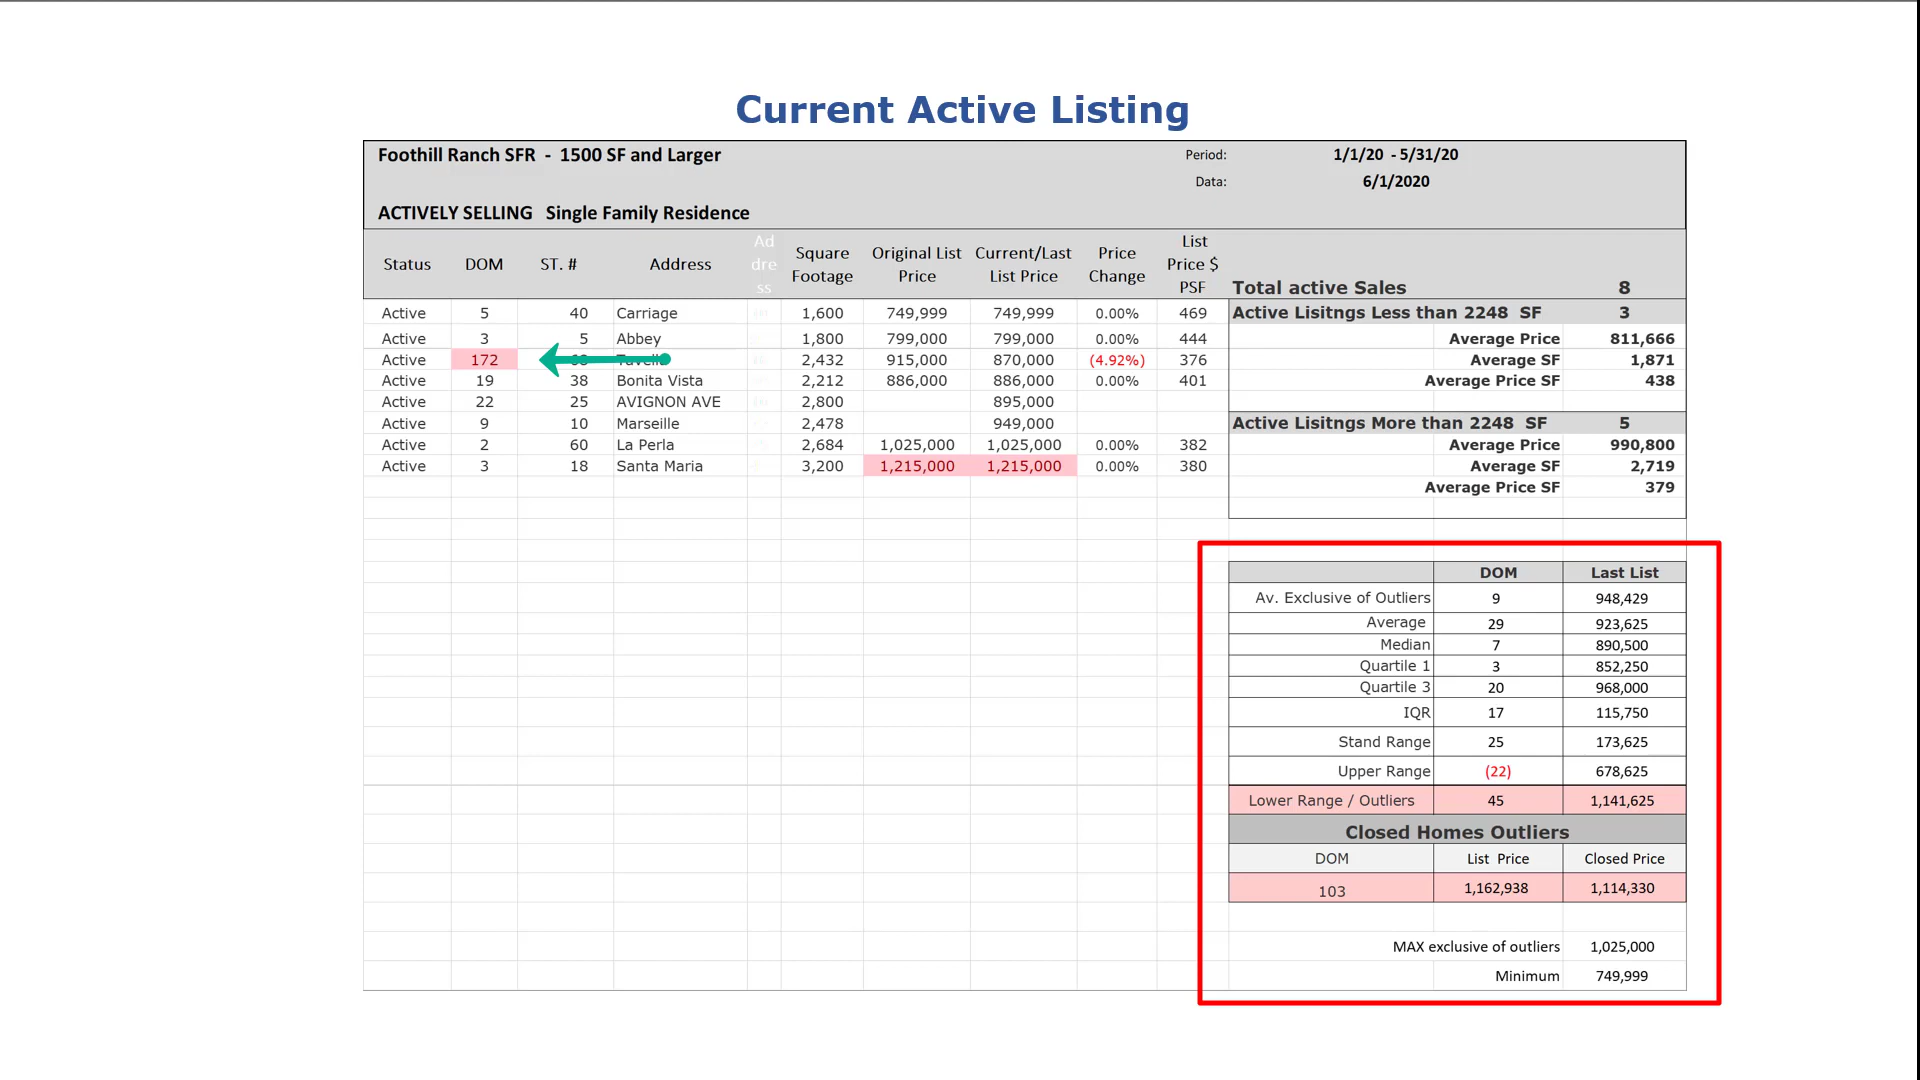 Current Active Listing
Foothill Ranch SFR - 1500 SF and Larger Period: 1/1/20 - 5/31/20
Data: 6/1/2020
ACTIVELY SELLING Single Family Residence
Status DOM ST. # Address Address Square Footage Original List Price Current/Last List Price Price Change List Price $ PSF
Total active Sales 8
Active 5 40 Carriage 1,600 749,999 749,999 0.00% 469
Active Lisitngs Less than 2248 SF 3
Active 3 5 Abbey 1,800 799,000 799,000 0.00% 444
Average Price 811,666
Active 172 2,432 915,000 870,000 (4.92%) 376
Average SF 1,871
Active 19 38 Bonita Vista 2,212 886,000 886,000 0.00% 401
Average Price SF 438
Active 22 25 AVIGNON AVE 2,800 895,000
Active 9 10 Marseille 2,478 949,000
Active Lisitngs More than 2248 SF 5
Active 2 60 La Perla 2,684 1,025,000 1,025,000 0.00% 382
Average Price 990,800
Active 3 18 Santa Maria 3,200 1,215,000 1,215,000 0.00% 380
Average SF 2,719
Average Price SF 379
DOM Last List
Av. Exclusive of Outliers 9 948,429
Average 29 923,625
Median 7 890,500
Quartile 1 3 852,250
Quartile 3 20 968,000
IQR 17 115,750
Stand Range 25 173,625
Upper Range (22) 678,625
Lower Range / Outliers 45 1,141,625
Closed Homes Outliers
DOM List Price Closed Price
103 1,162,938 1,114,330
MAX exclusive of outliers 1,025,000
Minimum 749,999